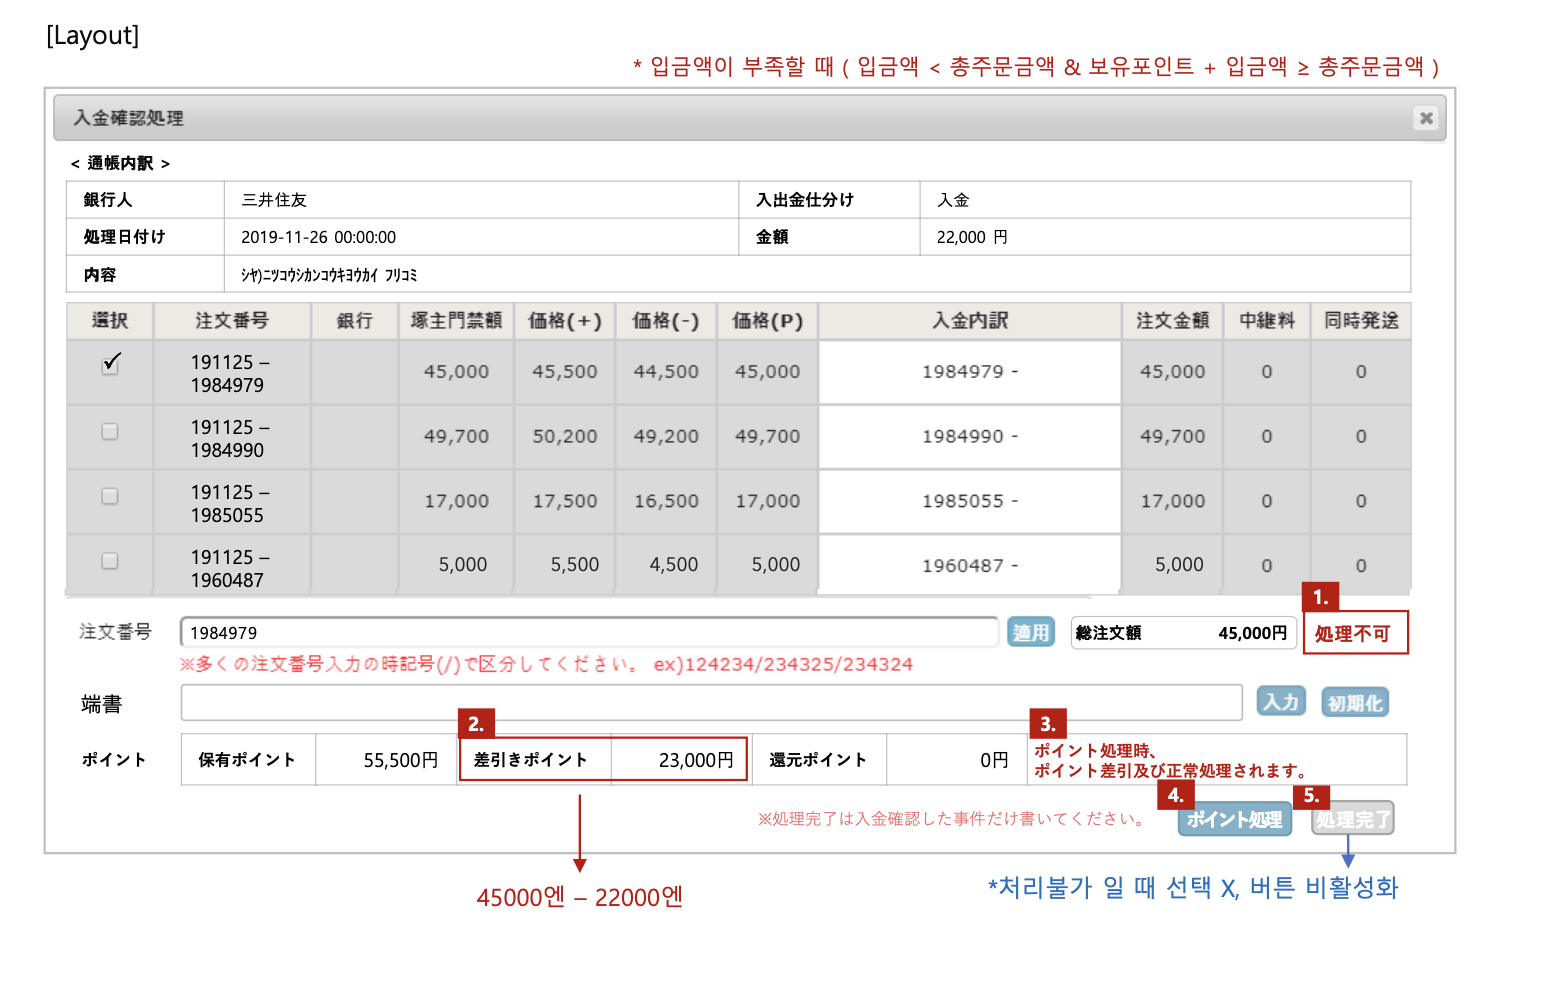 [Layout]
* 입금액이 부족할 때 ( 입금액 < 총주문금액 & 보유포인트 + 입금액 ≥ 총주문금액 )
入金確認処理
< 通帳内訳 >
銀行人 三井住友 入出金仕分け 入金
処理日付け 2019-11-26 00:00:00 金額 22,000 円
内容 ｼﾔ)ﾆﾂｺｳｼｶﾝｺｳｷﾖｳｶｲ ﾌﾘｺﾐ
選択 注文番号 銀行 塚主門禁額 価格(+) 価格(-) 価格(P) 入金内訳 注文金額 中継料 同時発送
191125 –
1984979 45,000 45,500 44,500 45,000 1984979 - 45,000 0 0
191125 –
1984990 49,700 50,200 49,200 49,700 1984990 - 49,700 0 0
191125 –
1985055 17,000 17,500 16,500 17,000 1985055 - 17,000 0 0
191125 –
1960487 5,000 5,500 4,500 5,000 1960487 - 5,000 0 0
1.
注文番号 1984979 適用 総注文額 45,000円 処理不可
※多くの注文番号入力の時記号(/)で区分してください。 ex)124234/234325/234324
端書 入力 初期化
2. 3.
ポイント 保有ポイント 55,500円 差引きポイント 23,000円 還元ポイント 0円
ポイント処理時、
ポイント差引及び正常処理されます。
4. 5.
※処理完了は入金確認した事件だけ書いてください。 ポイント処理 処理完了
45000엔 – 22000엔
*처리불가 일 때 선택 X, 버튼 비활성화